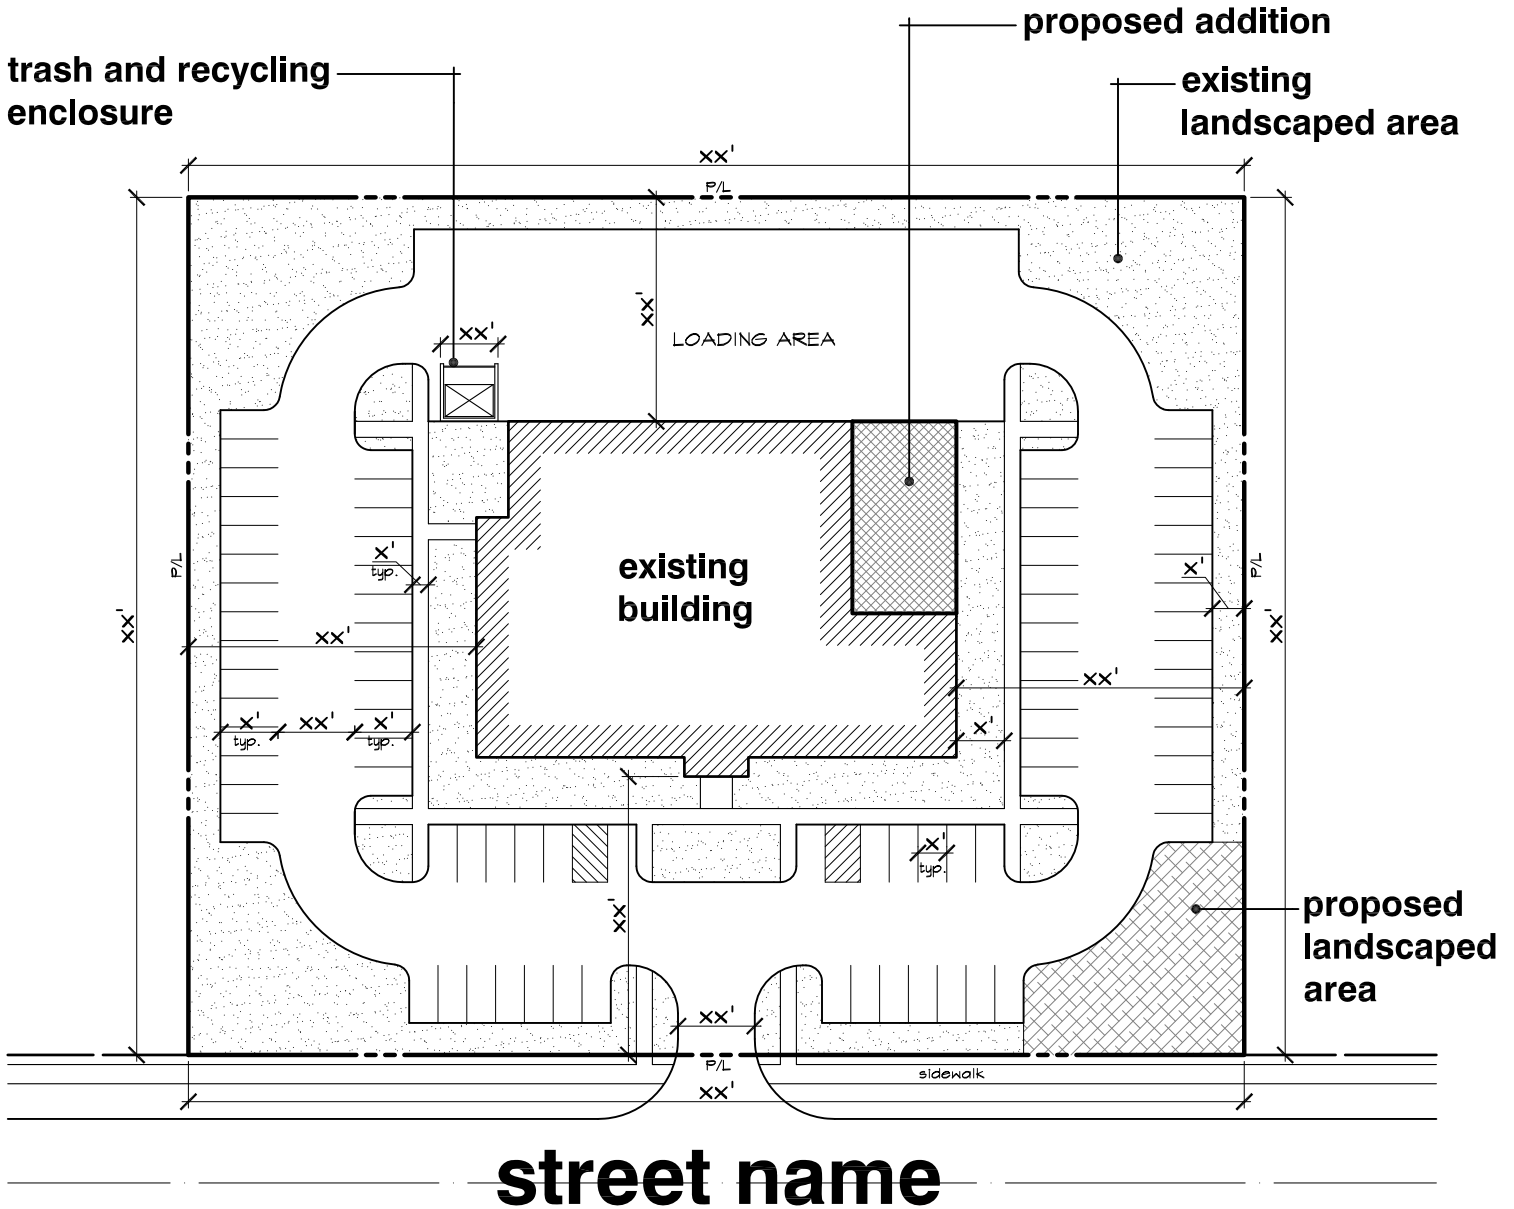 proposed addition
trash and recycling
enclosure
existing
landscaped area
xx'
P/L
xx'
xx'
LOADING AREA
existing
building
x'
typ.
P/L
xx'
xx'
x'
P/L
xx'
xx'
x'
typ.
xx'
x'
typ.
x'
x'
typ.
xx'
proposed
landscaped
area
xx'
P/L
sidewalk
xx'
street name